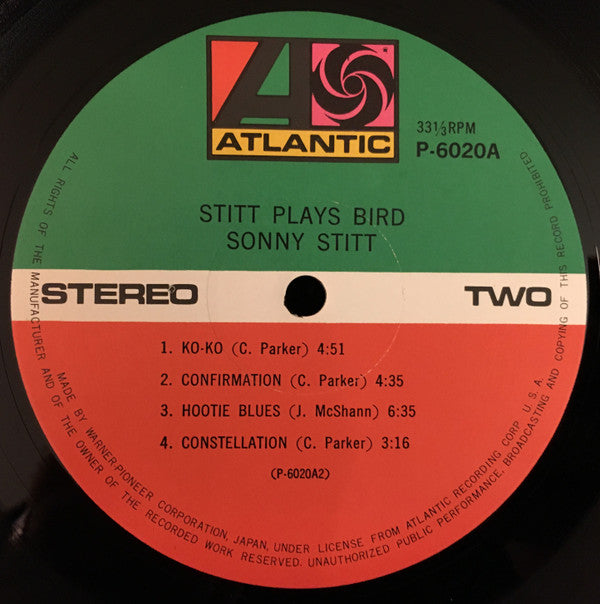 ATLANTIC
33⅓RPM
P-6020A
STITT PLAYS BIRD
SONNY STITT
STEREO
TWO
1. KO-KO (C. Parker) 4:51
2. CONFIRMATION (C. Parker) 4:35
3. HOOTIE BLUES (J. McShann) 6:35
4. CONSTELLATION (C. Parker) 3:16
(P-6020A2)
MADE BY WARNER-PIONEER CORPORATION, JAPAN, UNDER LICENSE FROM ATLANTIC RECORDING CORP. U.S.A.
ALL RIGHTS OF THE MANUFACTURER AND OF THE OWNER OF THE RECORDED WORK RESERVED. UNAUTHORIZED PUBLIC PERFORMANCE, BROADCASTING AND COPYING OF THIS RECORD PROHIBITED